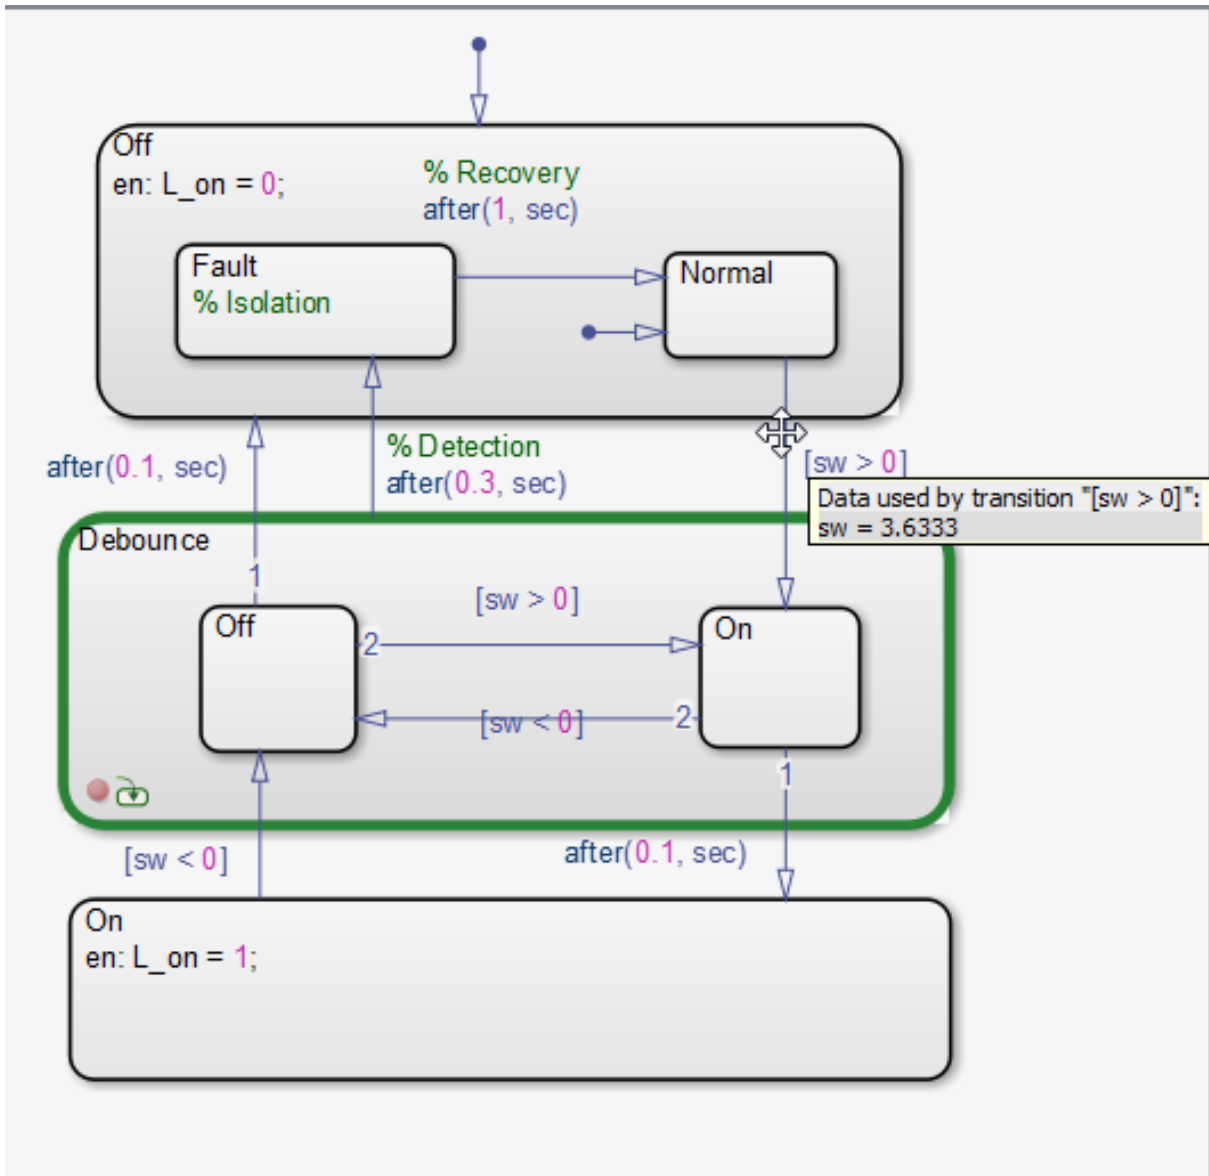 Off
en: L_on = 0;
% Recovery
after(1, sec)
Fault
% Isolation
Normal
after(0.1, sec)
% Detection
after(0.3, sec)
[sw > 0]
Data used by transition "[sw > 0]":
sw = 3.6333
Debounce
1
Off
[sw > 0]
2
On
[sw < 0]
2
1
[sw < 0]
after(0.1, sec)
On
en: L_on = 1;